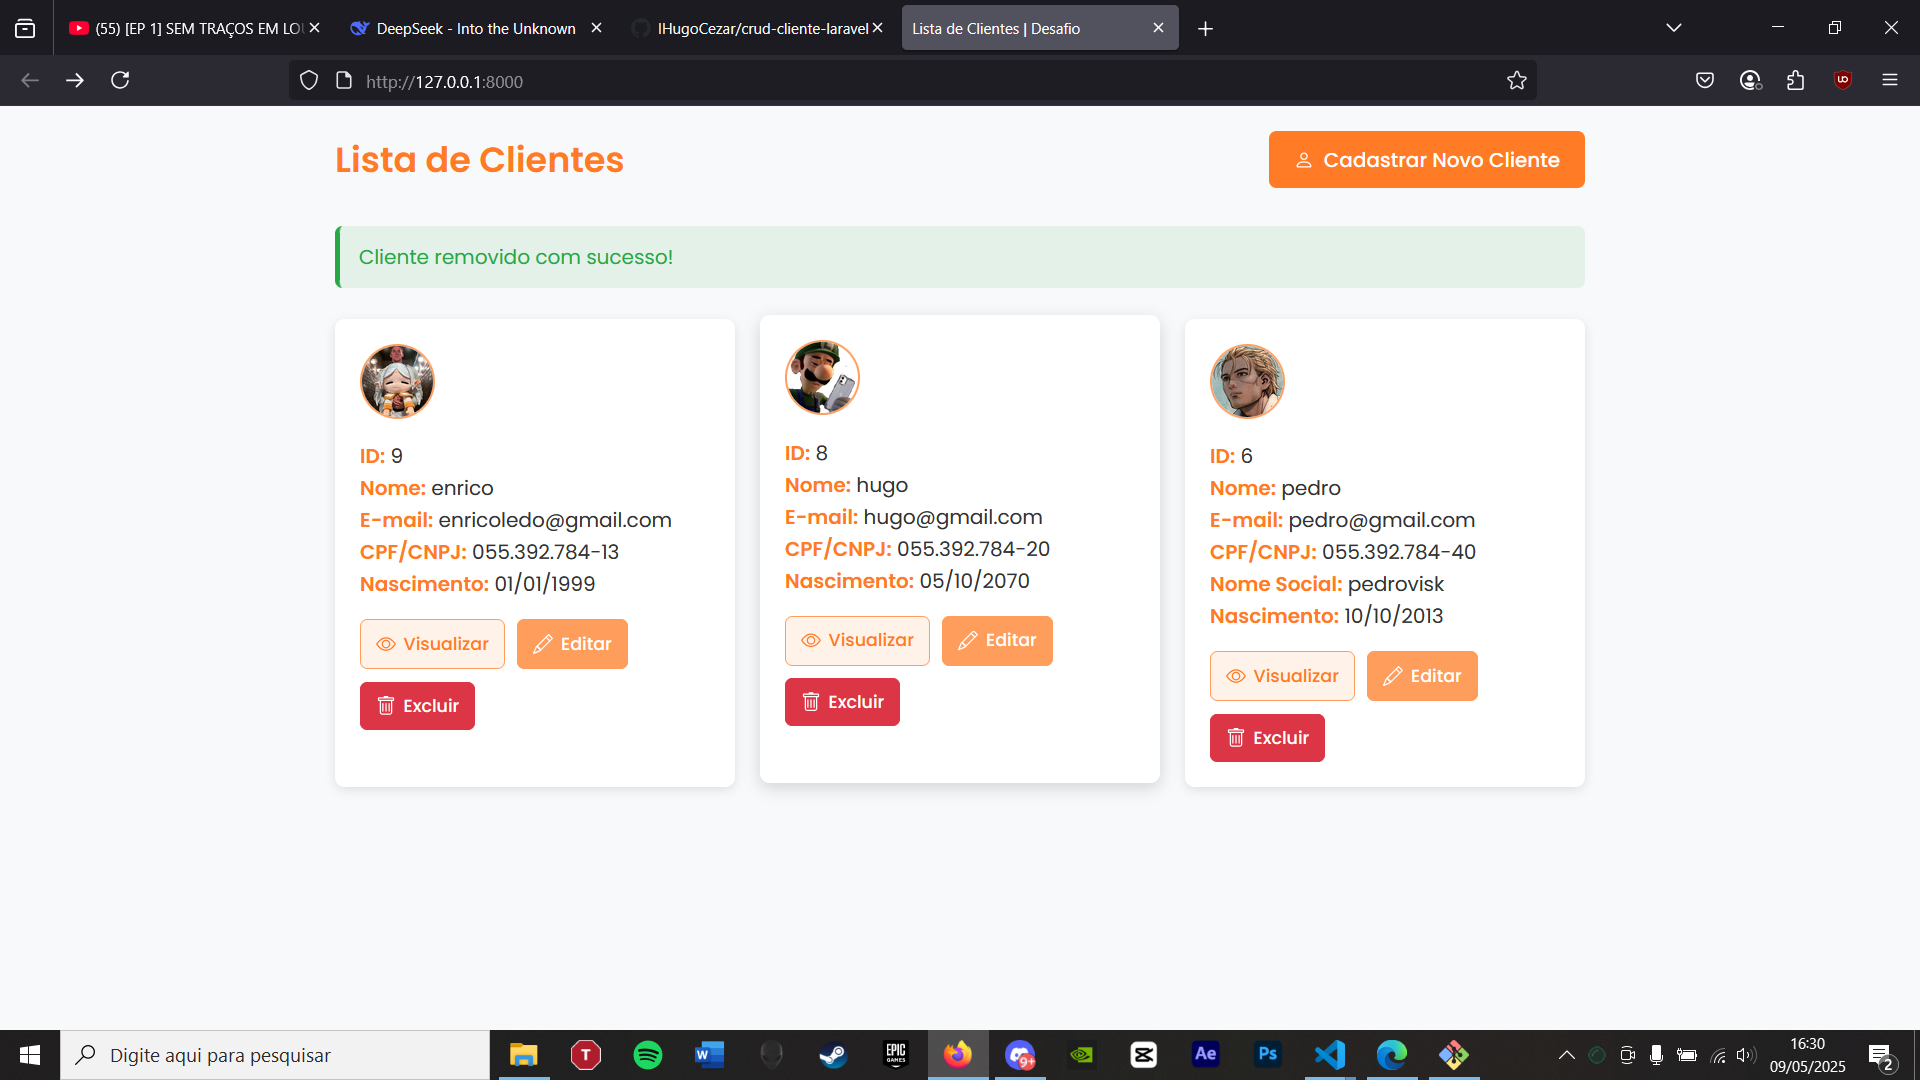 (55) [EP 1] SEM TRAÇOS EM LO
DeepSeek - Into the Unknown
IHugoCezar/crud-cliente-laravel
Lista de Clientes | Desafio
http://127.0.0.1:8000
Lista de Clientes
Cadastrar Novo Cliente
Cliente removido com sucesso!
ID: 9
Nome: enrico
E-mail: enricoledo@gmail.com
CPF/CNPJ: 055.392.784-13
Nascimento: 01/01/1999
Visualizar
Editar
Excluir
ID: 8
Nome: hugo
E-mail: hugo@gmail.com
CPF/CNPJ: 055.392.784-20
Nascimento: 05/10/2070
Visualizar
Editar
Excluir
ID: 6
Nome: pedro
E-mail: pedro@gmail.com
CPF/CNPJ: 055.392.784-40
Nome Social: pedrovisk
Nascimento: 10/10/2013
Visualizar
Editar
Excluir
Digite aqui para pesquisar
T
W
EPIC
GAMES
9+
Ae
Ps
16:30
09/05/2025
2